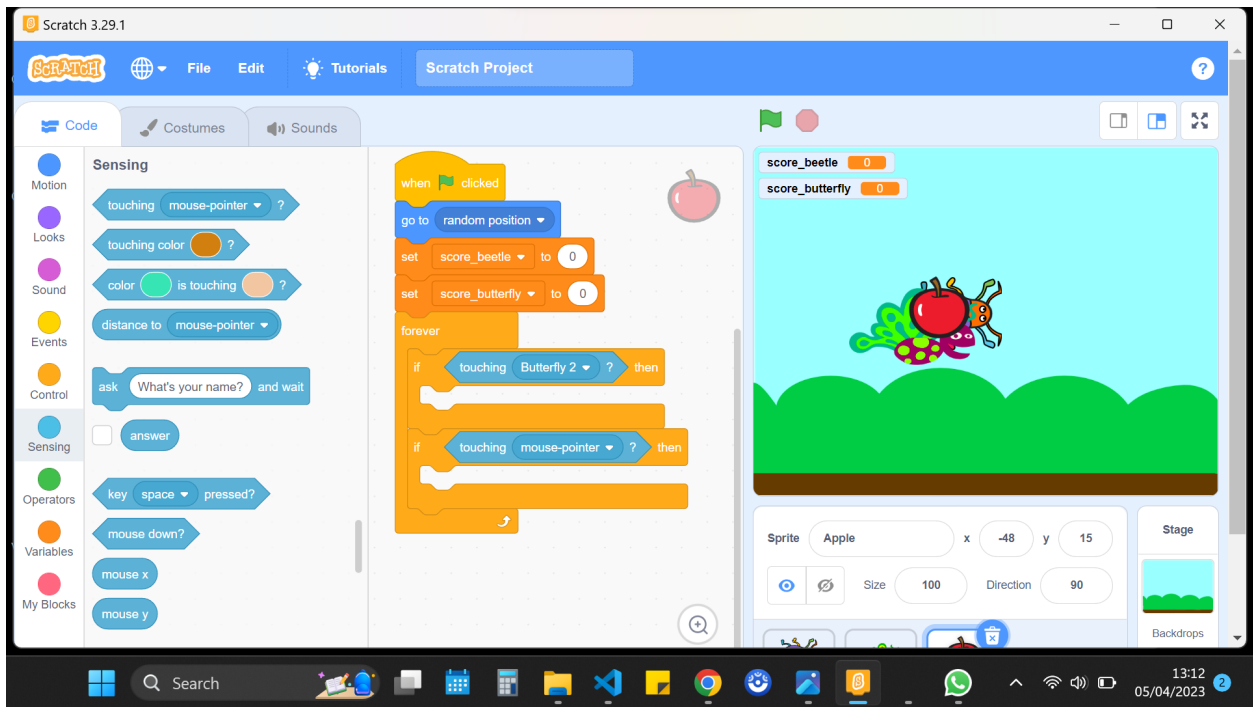 Scratch 3.29.1
SCRATCH File Edit Tutorials Scratch Project ?
Code Costumes Sounds
Motion
Looks
Sound
Events
Control
Sensing
Operators
Variables
My Blocks
Sensing
touching mouse-pointer ?
touching color ?
color is touching ?
distance to mouse-pointer
ask What's your name? and wait
answer
key space pressed?
mouse down?
mouse x
mouse y
when clicked
go to random position
set score_beetle to 0
set score_butterfly to 0
forever
if touching Butterfly 2 ? then
if touching mouse-pointer ? then
score_beetle 0
score_butterfly 0
Sprite Apple x -48 y 15
Size 100 Direction 90
Stage
Backdrops
Search
13:12
05/04/2023 2